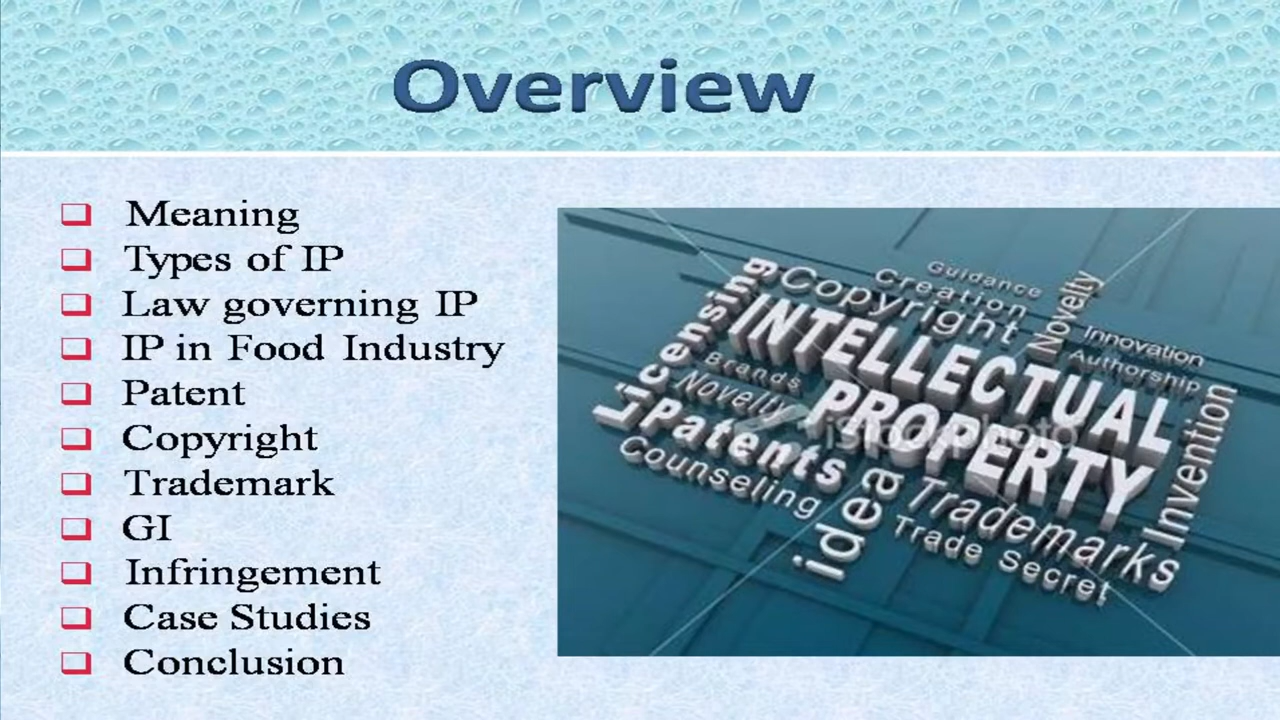 Overview
Meaning
Types of IP
Law governing IP
IP in Food Industry
Patent
Copyright
Trademark
GI
Infringement
Case Studies
Conclusion
Guidance
Creation
Copyright
Licensing
Novelty
INTELLECTUAL
Innovation
Authorship
Brands
Novelty
PROPERTY
Patents
Counseling
idea
Trademarks
Trade Secret
Invention
iStockphoto